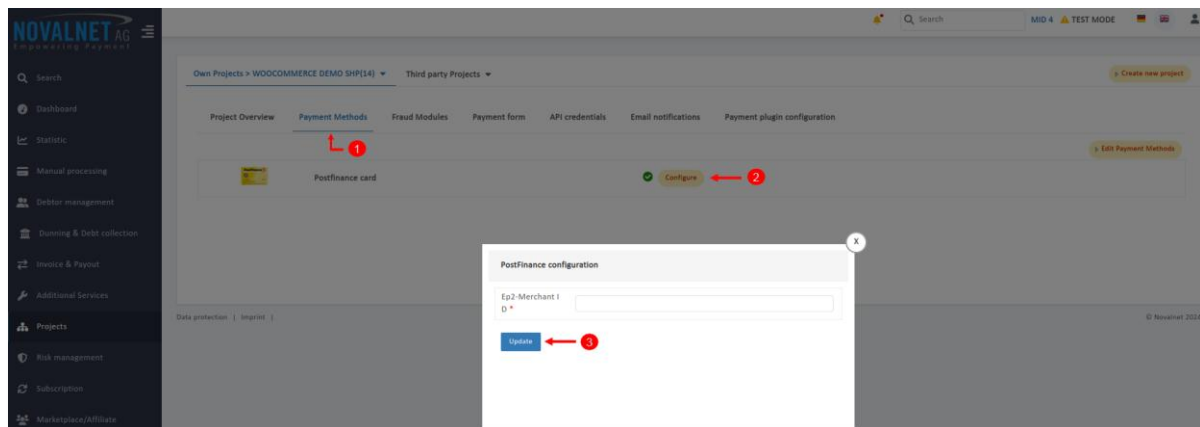 NOVALNET AG
Empowering Payment
Search
MID 4 TEST MODE
Search
Dashboard
Statistic
Manual processing
Debtor management
Dunning & Debt collection
Invoice & Payout
Additional Services
Projects
Risk management
Subscription
Marketplace/Affiliate
Own Projects > WOOCOMMERCE DEMO SHP(14) Third party Projects
» Create new project
Project Overview Payment Methods Fraud Modules Payment form API credentials Email notifications Payment plugin configuration
1
» Edit Payment Methods
Postfinance card Configure 2
X
PostFinance configuration
Ep2-Merchant I
D *
Update 3
Data protection | Imprint |
© Novalnet 2024